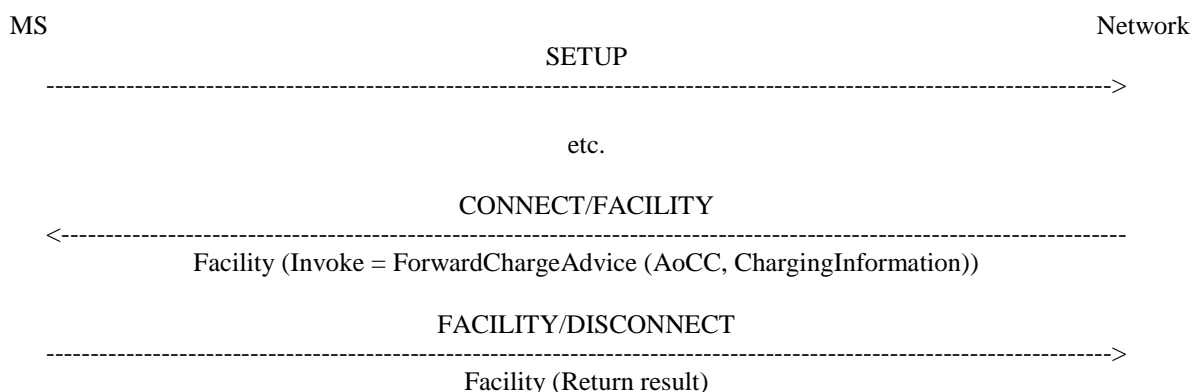 MS Network
SETUP
---------------------------------------------------------------------------------------------------------------------->
etc.
CONNECT/FACILITY
<----------------------------------------------------------------------------------------------------------------------
Facility (Invoke = ForwardChargeAdvice (AoCC, ChargingInformation))
FACILITY/DISCONNECT
---------------------------------------------------------------------------------------------------------------------->
Facility (Return result)